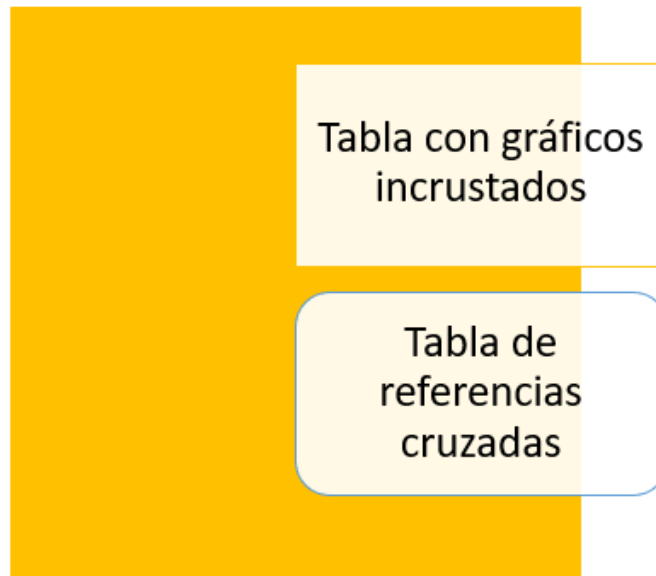 Tabla con gráficos
incrustados
Tabla de
referencias
cruzadas